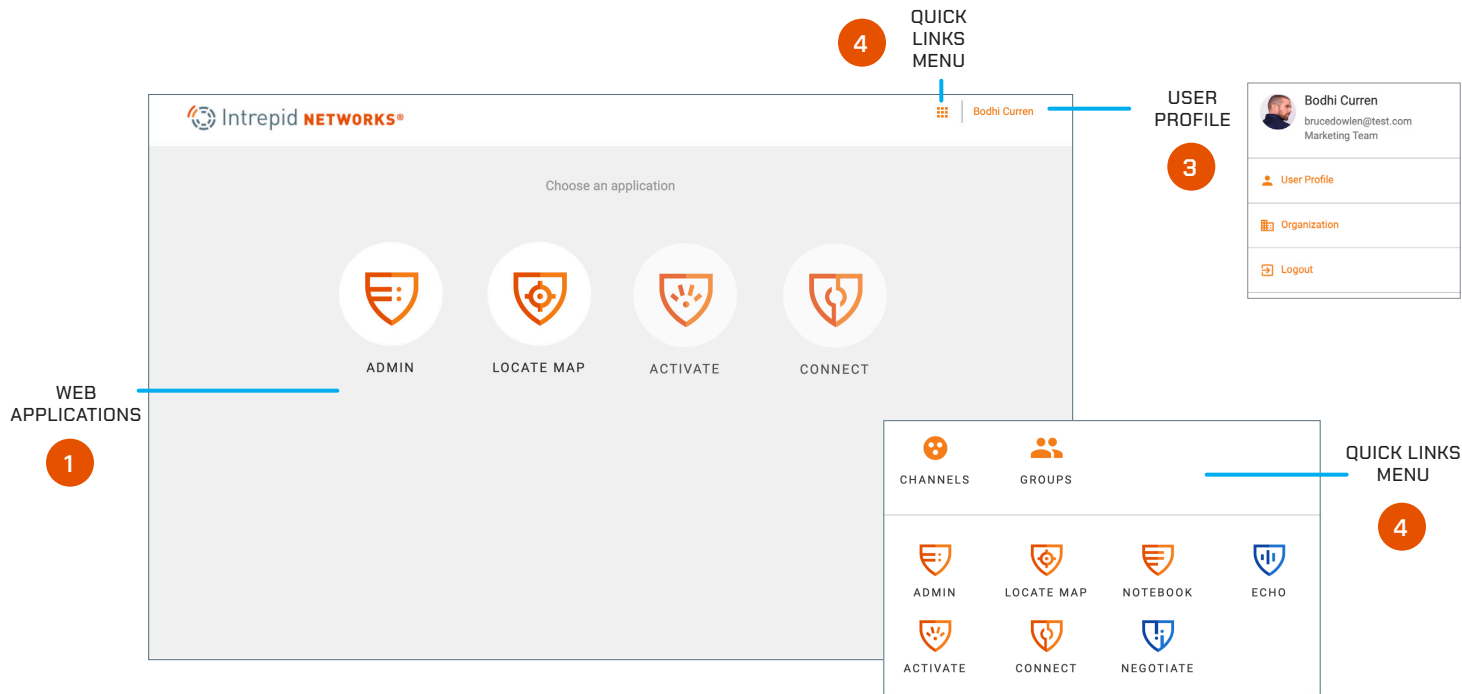 4
QUICK
LINKS
MENU
Intrepid NETWORKS®
Bodhi Curren
USER
PROFILE
3
Bodhi Curren
brucedowlen@test.com
Marketing Team
User Profile
Organization
Logout
Choose an application
ADMIN
LOCATE MAP
ACTIVATE
CONNECT
WEB
APPLICATIONS
1
CHANNELS
GROUPS
QUICK LINKS
MENU
4
ADMIN
LOCATE MAP
NOTEBOOK
ECHO
ACTIVATE
CONNECT
NEGOTIATE